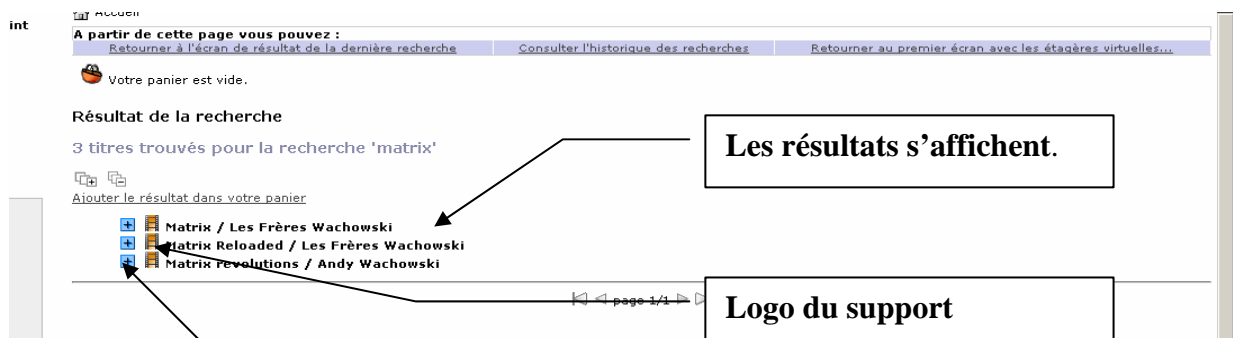 Accueil
int
A partir de cette page vous pouvez :
Retourner à l'écran de résultat de la dernière recherche Consulter l'historique des recherches Retourner au premier écran avec les étagères virtuelles...
Votre panier est vide.
Résultat de la recherche
Les résultats s’affichent.
3 titres trouvés pour la recherche 'matrix'
Ajouter le résultat dans votre panier
Matrix / Les Frères Wachowski
Matrix Reloaded / Les Frères Wachowski
Matrix revolutions / Andy Wachowski
page 1/1
Logo du support